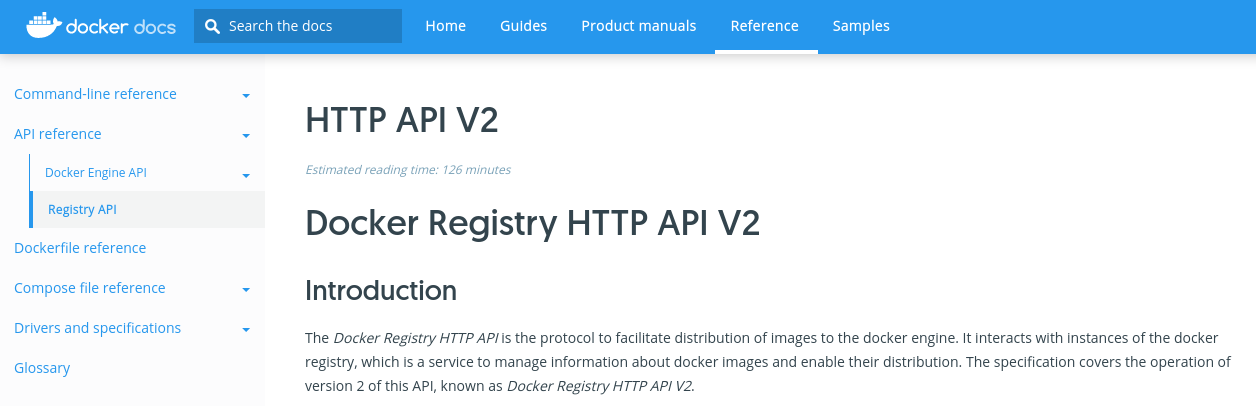 docker docs
Search the docs
Home
Guides
Product manuals
Reference
Samples
Command-line reference
API reference
Docker Engine API
Registry API
Dockerfile reference
Compose file reference
Drivers and specifications
Glossary
HTTP API V2
Estimated reading time: 126 minutes
Docker Registry HTTP API V2
Introduction
The Docker Registry HTTP API is the protocol to facilitate distribution of images to the docker engine. It interacts with instances of the docker
registry, which is a service to manage information about docker images and enable their distribution. The specification covers the operation of
version 2 of this API, known as Docker Registry HTTP API V2.